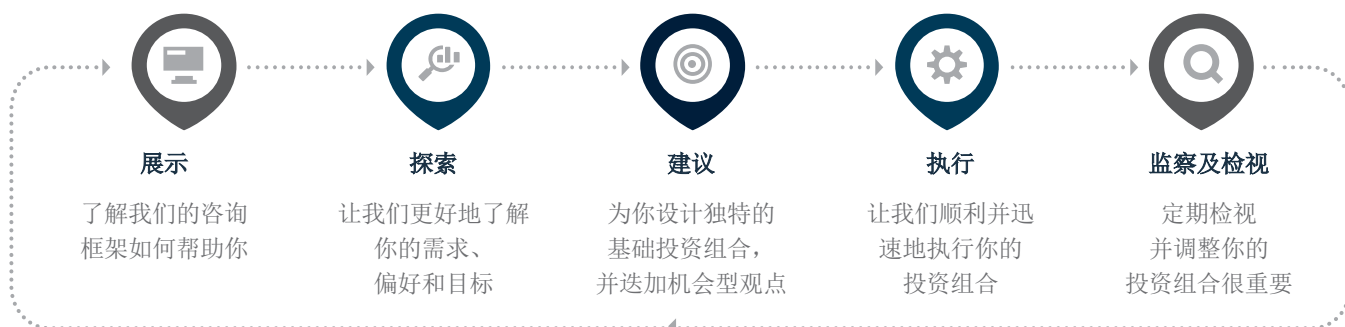 展示
了解我们的咨询
框架如何帮助你
探索
让我们更好地了解
你的需求、
偏好和目标
建议
为你设计独特的
基础投资组合，
并迭加机会型观点
执行
让我们顺利并迅
速地执行你的
投资组合
监察及检视
定期检视
并调整你的
投资组合很重要